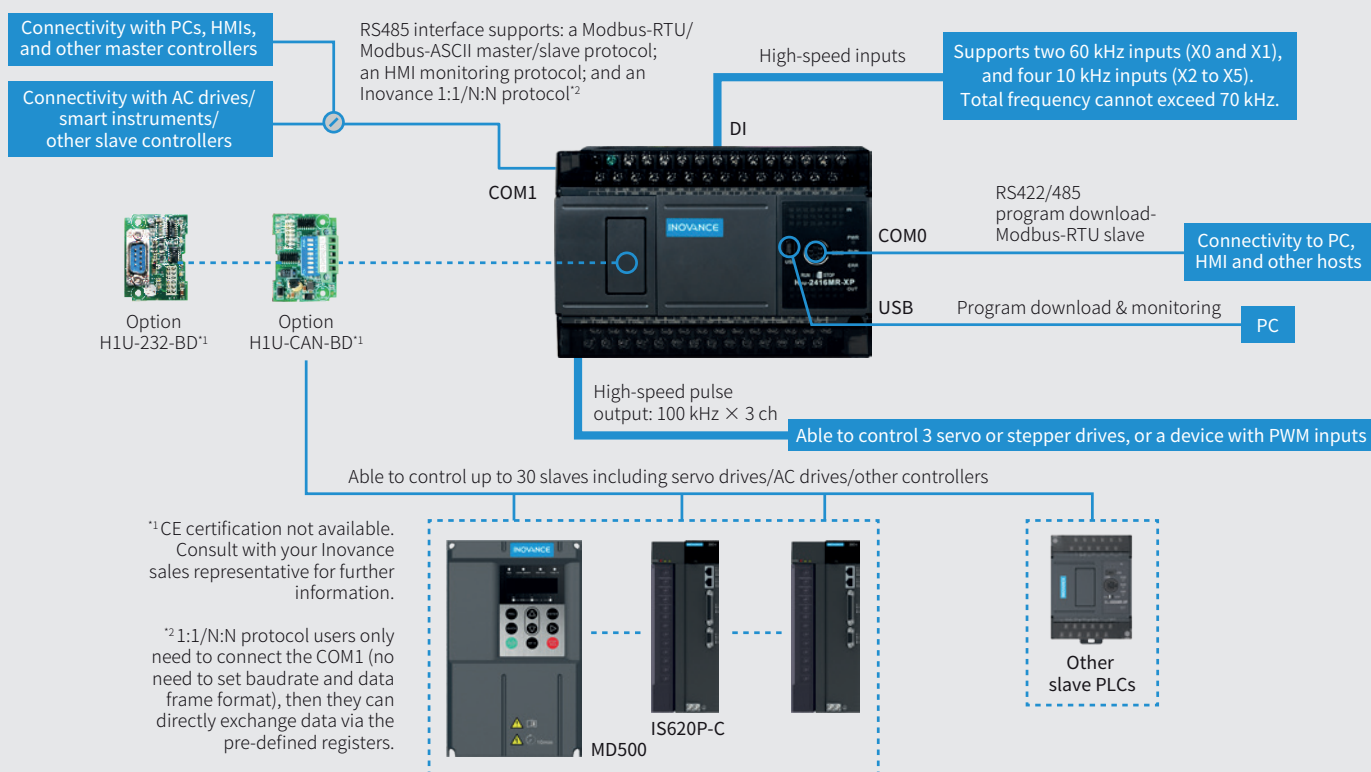 Connectivity with PCs, HMIs,
and other master controllers
Connectivity with AC drives/
smart instruments/
other slave controllers
RS485 interface supports: a Modbus-RTU/
Modbus-ASCII master/slave protocol;
an HMI monitoring protocol; and an
Inovance 1:1/N:N protocol*2
High-speed inputs
Supports two 60 kHz inputs (X0 and X1),
and four 10 kHz inputs (X2 to X5).
Total frequency cannot exceed 70 kHz.
DI
COM1
INOVANCE
IN
PWR
ERR
USB
RUN STOP
OUT
COM0
RS422/485
program download-
Modbus-RTU slave
Connectivity to PC,
HMI and other hosts
USB
Program download & monitoring
PC
Option
H1U-232-BD*1
Option
H1U-CAN-BD*1
High-speed pulse
output: 100 kHz × 3 ch
Able to control 3 servo or stepper drives, or a device with PWM inputs
Able to control up to 30 slaves including servo drives/AC drives/other controllers
*1 CE certification not available.
Consult with your Inovance
sales representative for further
information.
*2 1:1/N:N protocol users only
need to connect the COM1 (no
need to set baudrate and data
frame format), then they can
directly exchange data via the
pre-defined registers.
INOVANCE
MD500
IS620P-C
Other
slave PLCs